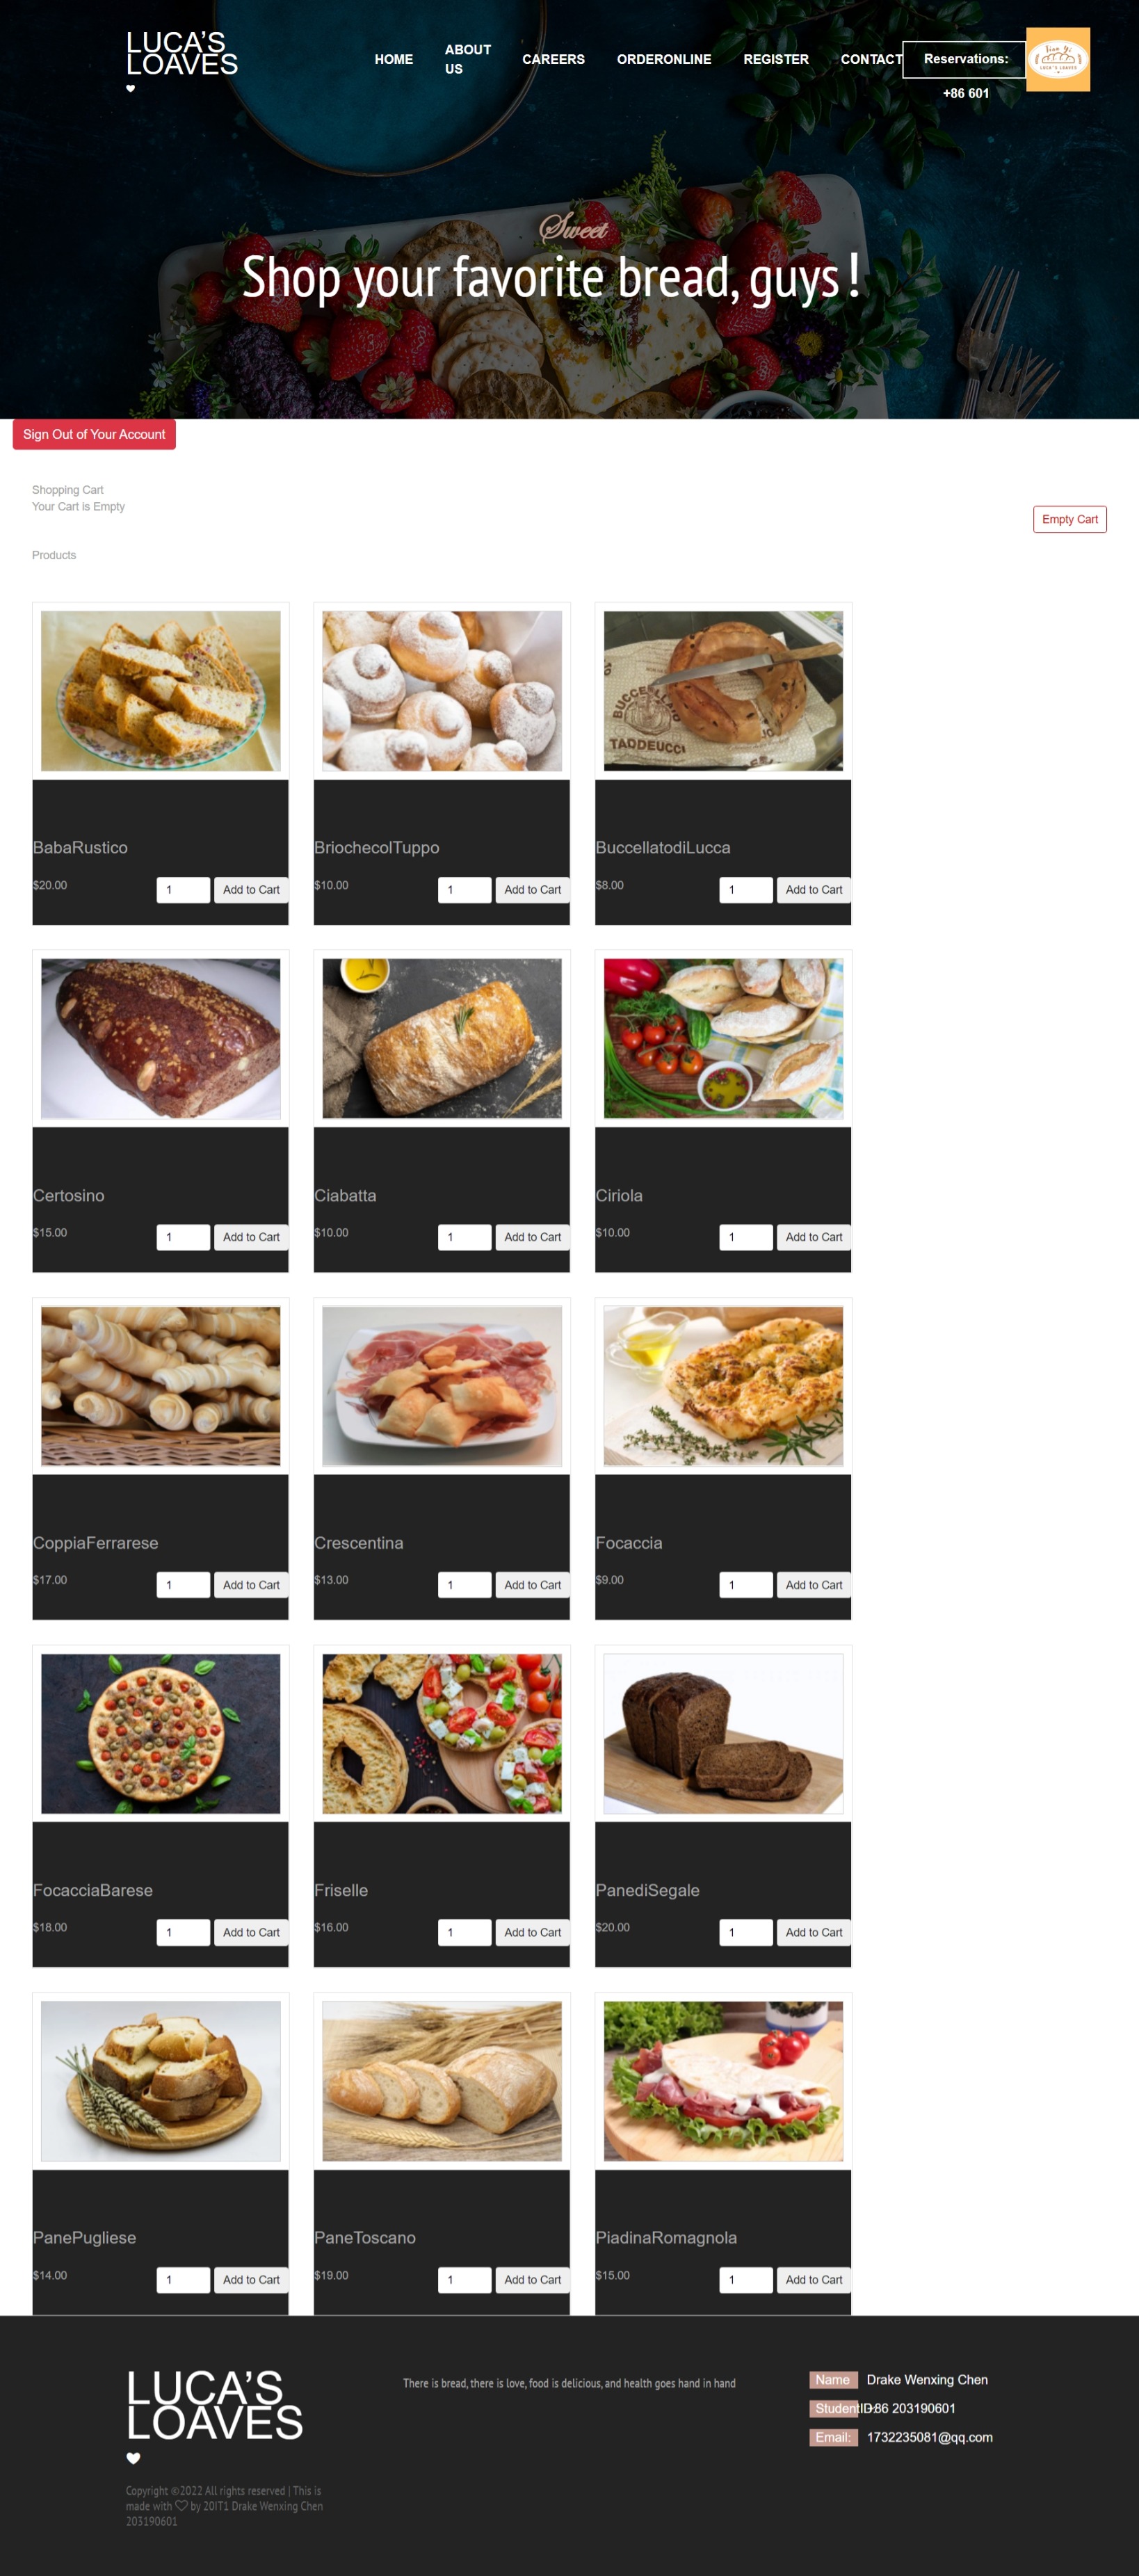 LUCA'S
LOAVES
HOME
ABOUT
US
CAREERS
ORDERONLINE
REGISTER
CONTACT
Reservations:
+86 601
LUCA'S LOAVES
Sweet
Shop your favorite bread, guys!
Sign Out of Your Account
Shopping Cart
Your Cart is Empty
Empty Cart
Products
TADDEUCCI
BabaRustico
$20.00
1
Add to Cart
BriochecolTuppo
$10.00
1
Add to Cart
BuccellatodiLucca
$8.00
1
Add to Cart
Certosino
$15.00
1
Add to Cart
Ciabatta
$10.00
1
Add to Cart
Ciriola
$10.00
1
Add to Cart
CoppiaFerrarese
$17.00
1
Add to Cart
Crescentina
$13.00
1
Add to Cart
Focaccia
$9.00
1
Add to Cart
FocacciaBarese
$18.00
1
Add to Cart
Friselle
$16.00
1
Add to Cart
PanediSegale
$20.00
1
Add to Cart
PanePugliese
$14.00
1
Add to Cart
PaneToscano
$19.00
1
Add to Cart
PiadinaRomagnola
$15.00
1
Add to Cart
LUCA'S
LOAVES
Copyright ©2022 All rights reserved | This is
made with ♡ by 20IT1 Drake Wenxing Chen
203190601
There is bread, there is love, food is delicious, and health goes hand in hand
Name Drake Wenxing Chen
StudentID: +86 203190601
Email: 1732235081@qq.com